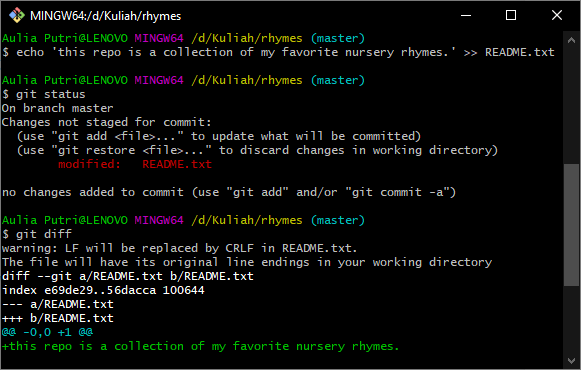 MINGW64:/d/Kuliah/rhymes
Aulia Putri@LENOVO MINGW64 /d/Kuliah/rhymes (master)
$ echo 'this repo is a collection of my favorite nursery rhymes.' >> README.txt
Aulia Putri@LENOVO MINGW64 /d/Kuliah/rhymes (master)
$ git status
On branch master
Changes not staged for commit:
  (use "git add <file>..." to update what will be committed)
  (use "git restore <file>..." to discard changes in working directory)
        modified:   README.txt
no changes added to commit (use "git add" and/or "git commit -a")
Aulia Putri@LENOVO MINGW64 /d/Kuliah/rhymes (master)
$ git diff
warning: LF will be replaced by CRLF in README.txt.
The file will have its original line endings in your working directory
diff --git a/README.txt b/README.txt
index e69de29..56dacca 100644
--- a/README.txt
+++ b/README.txt
@@ -0,0 +1 @@
+this repo is a collection of my favorite nursery rhymes.